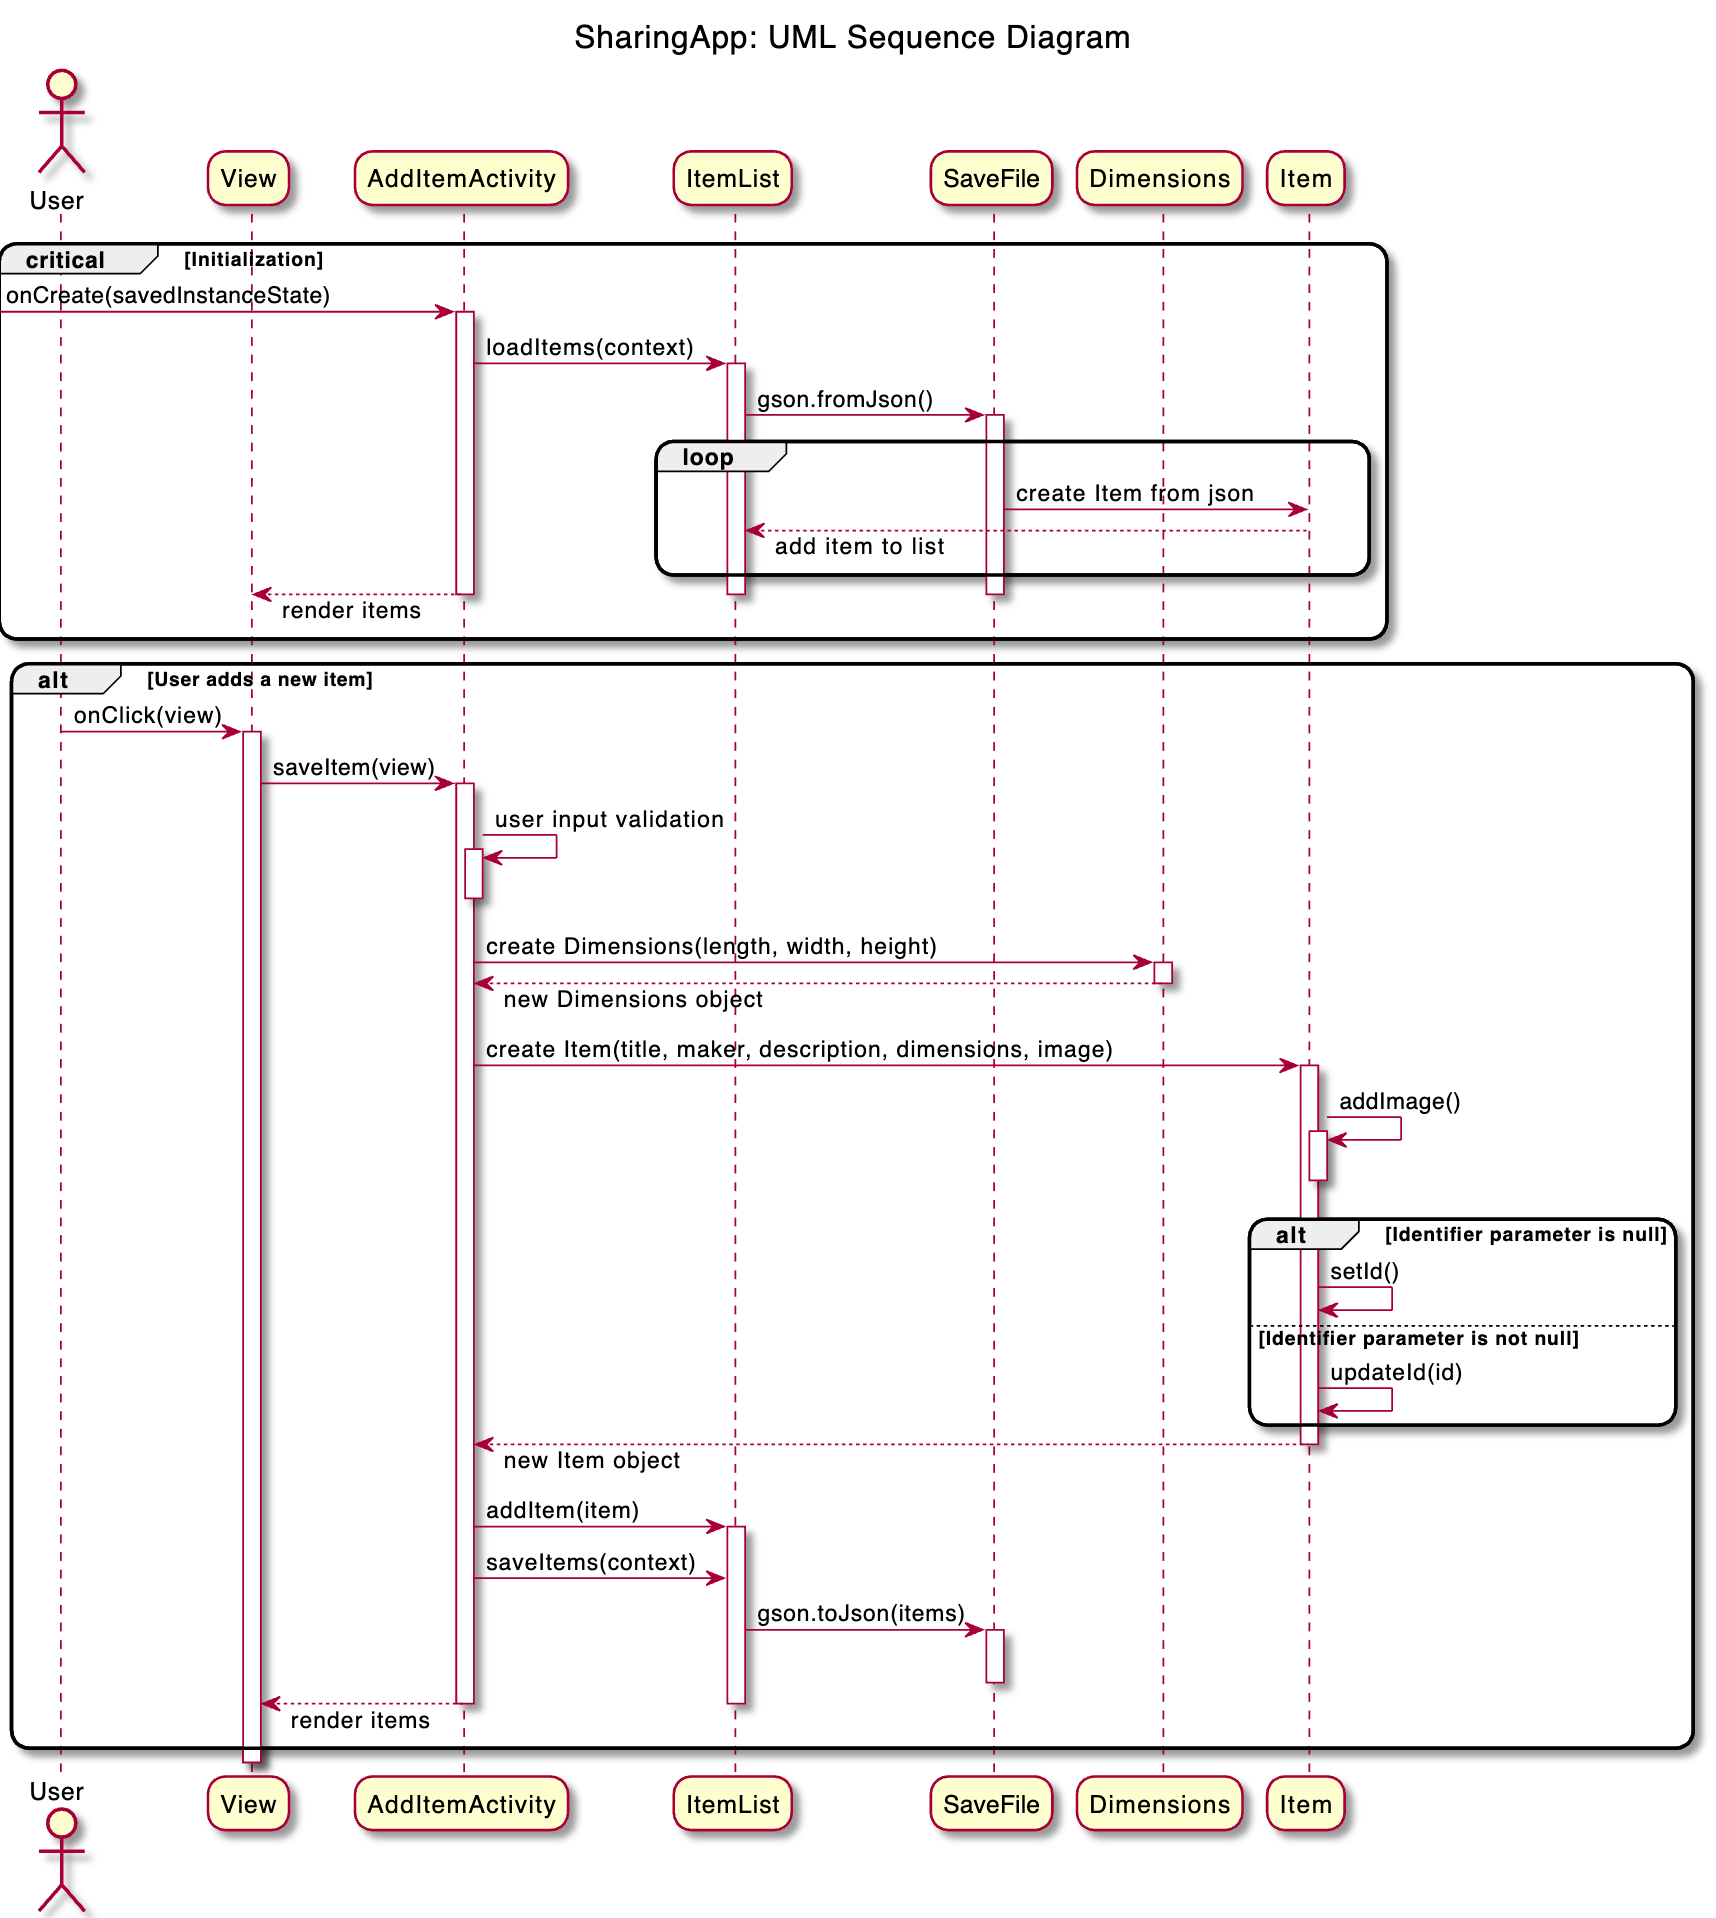 SharingApp: UML Sequence Diagram
User
View
AddItemActivity
ItemList
SaveFile
Dimensions
Item
critical
[Initialization]
onCreate(savedInstanceState)
loadItems(context)
gson.fromJson()
loop
create Item from json
add item to list
render items
alt
[User adds a new item]
onClick(view)
saveItem(view)
user input validation
create Dimensions(length, width, height)
new Dimensions object
create Item(title, maker, description, dimensions, image)
addImage()
alt
[Identifier parameter is null]
setId()
[Identifier parameter is not null]
updateId(id)
new Item object
addItem(item)
saveItems(context)
gson.toJson(items)
render items
User
View
AddItemActivity
ItemList
SaveFile
Dimensions
Item